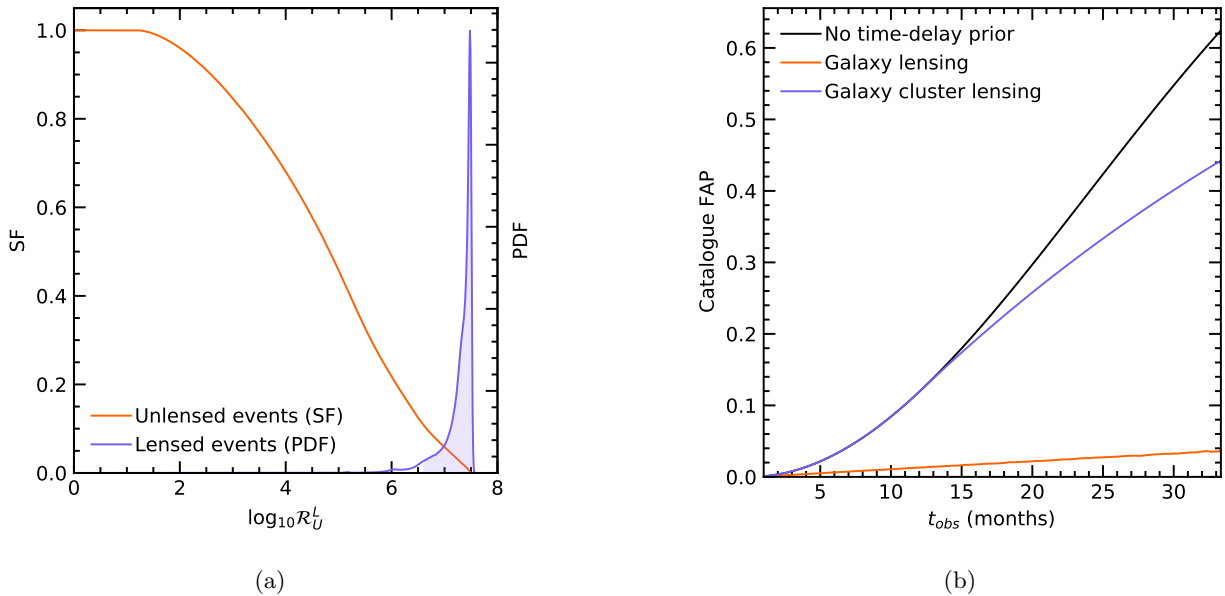 1.0
0.8
0.6
0.4
0.2
0.0
SF
0
2
4
6
8
log₁₀ℛᴸᵤ
PDF
Unlensed events (SF)
Lensed events (PDF)
(a)
0.6
0.5
0.4
0.3
0.2
0.1
0.0
Catalogue FAP
5
10
15
20
25
30
t_obs (months)
No time-delay prior
Galaxy lensing
Galaxy cluster lensing
(b)